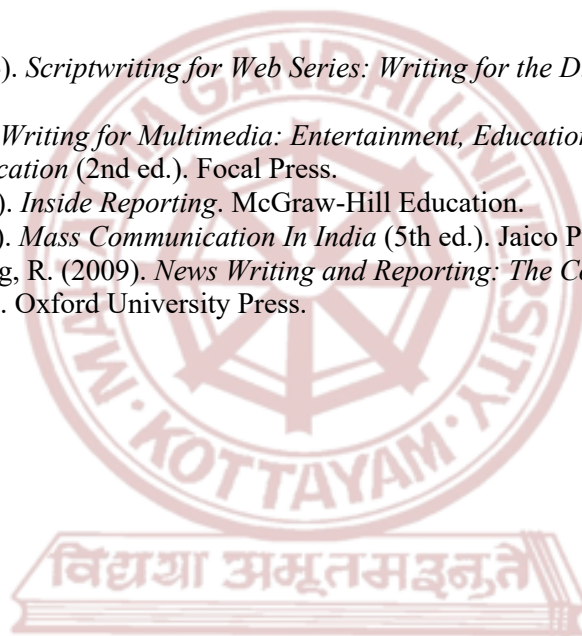 ). Scriptwriting for Web Series: Writing for the D
Writing for Multimedia: Entertainment, Education
cation (2nd ed.). Focal Press.
). Inside Reporting. McGraw-Hill Education.
). Mass Communication In India (5th ed.). Jaico P
g, R. (2009). News Writing and Reporting: The Co
. Oxford University Press.
MAHATMA GANDHI UNIVERSITY
KOTTAYAM
विद्यया अमृतमश्नुते